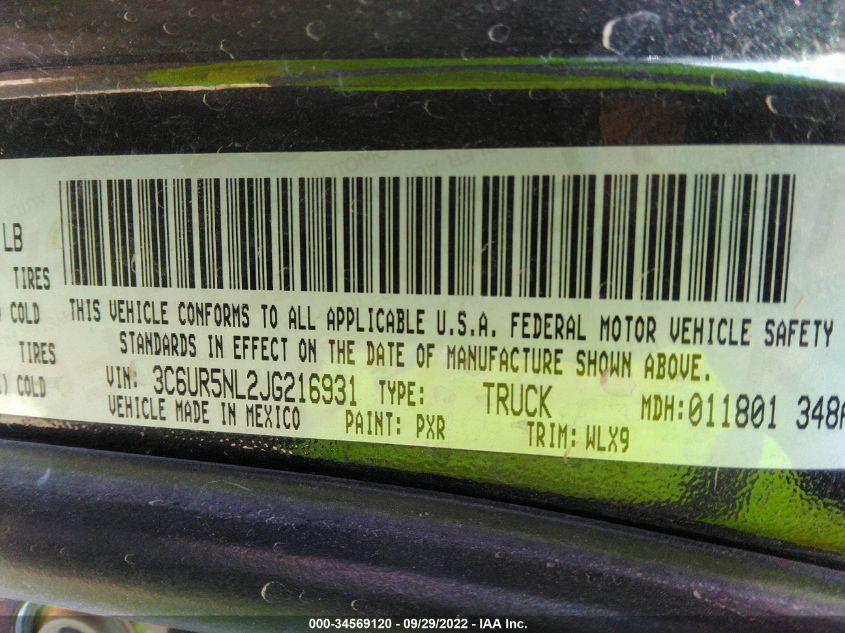 LB
TIRES
COLD
TIRES
) COLD
THIS VEHICLE CONFORMS TO ALL APPLICABLE U.S.A. FEDERAL MOTOR VEHICLE SAFETY
STANDARDS IN EFFECT ON THE DATE OF MANUFACTURE SHOWN ABOVE.
VIN: 3C6UR5NL2JG216931 TYPE: TRUCK MDH:011801 348A
VEHICLE MADE IN MEXICO PAINT: PXR TRIM: WLX9
000-34569120 - 09/29/2022 - IAA Inc.